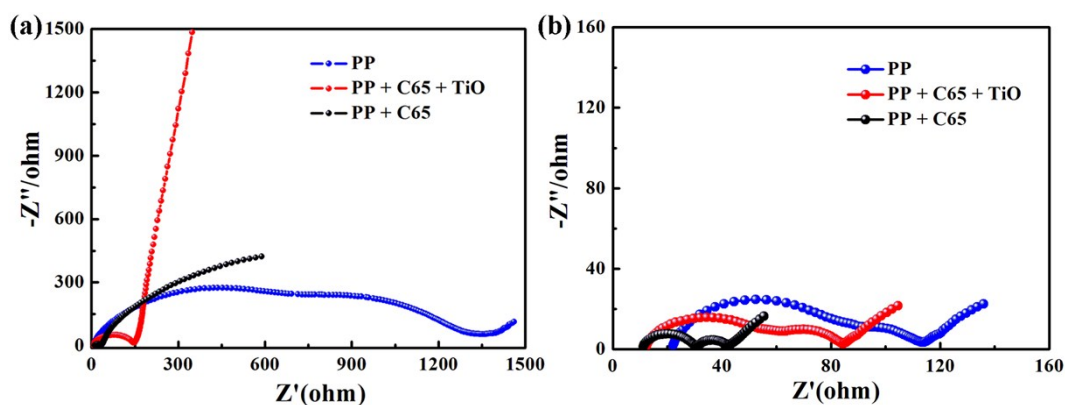 (a)
1500
1200
900
600
300
0
-Z''/ohm
PP
PP + C65 + TiO
PP + C65
0 300 600 900 1200 1500
Z'(ohm)
(b)
160
120
80
40
0
-Z''/ohm
PP
PP + C65 + TiO
PP + C65
0 40 80 120 160
Z'(ohm)